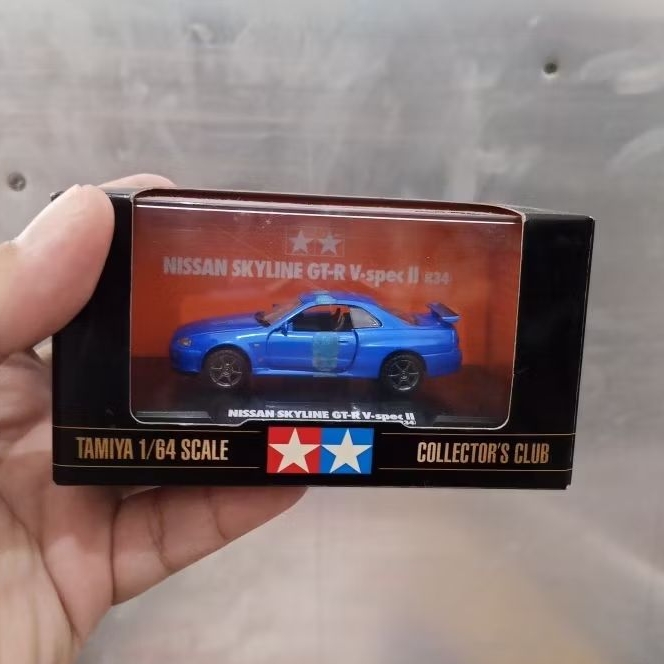 NISSAN SKYLINE GT-R V-spec II (R34)
NISSAN SKYLINE GT-R V-spec II
TAMIYA 1/64 SCALE
COLLECTOR'S CLUB